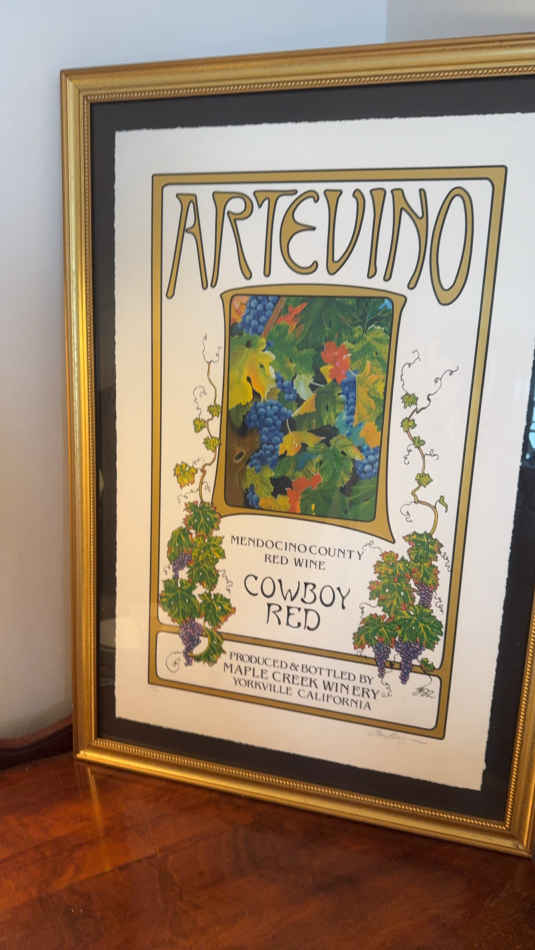 ARTEVINO
MENDOCINO COUNTY
RED WINE
COWBOY
RED
PRODUCED & BOTTLED BY
MAPLE CREEK WINERY
YORKVILLE CALIFORNIA